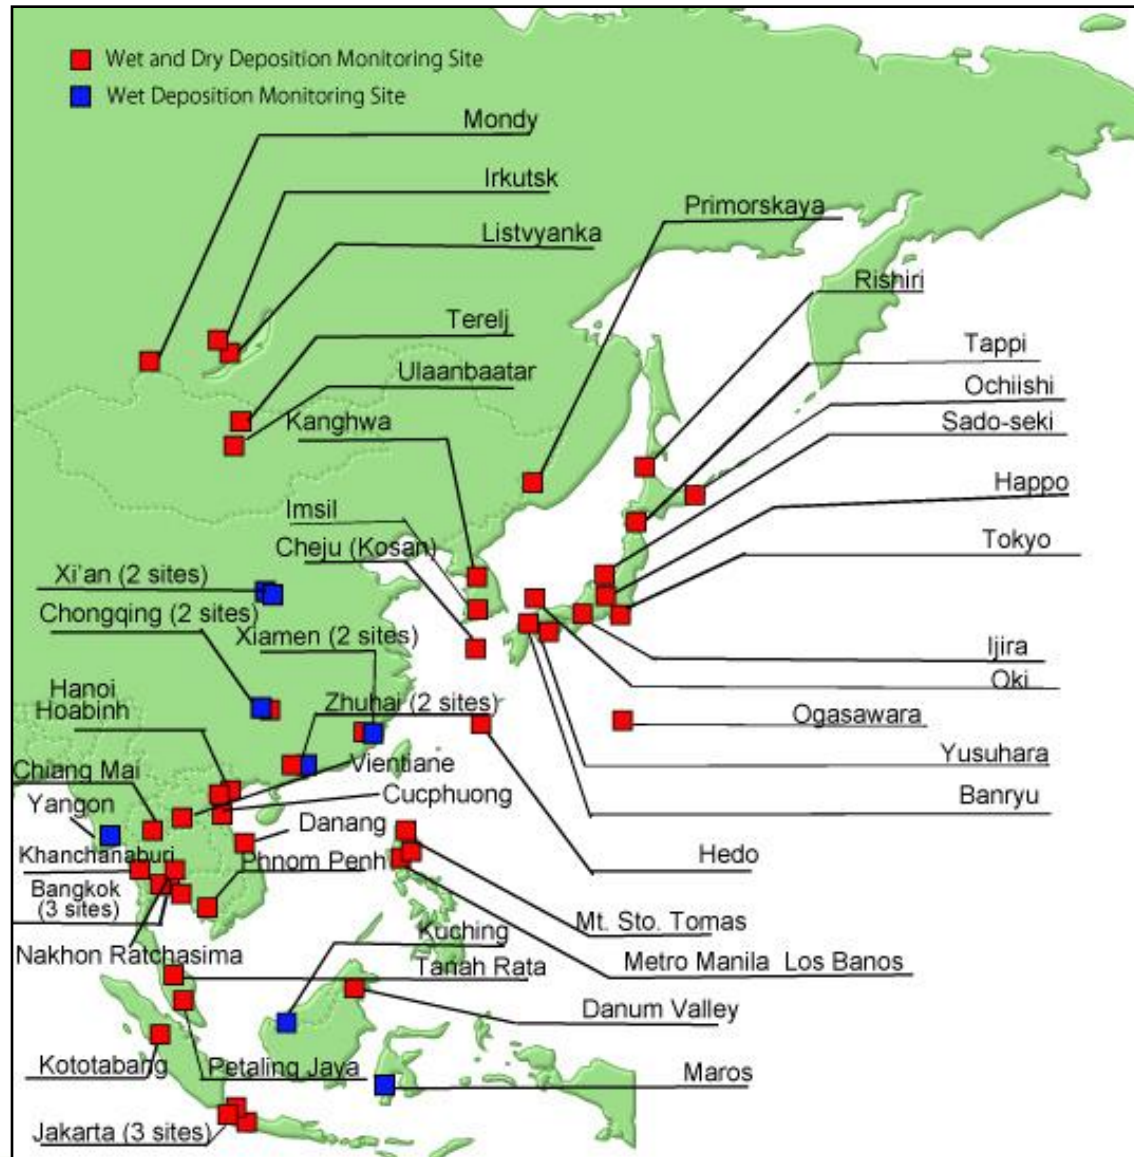 Wet and Dry Deposition Monitoring Site
Wet Deposition Monitoring Site
Mondy
Irkutsk
Primorskaya
Listvyanka
Rishiri
Terelj
Tappi
Ulaanbaatar
Ochiishi
Kanghwa
Sado-seki
Happo
Imsil
Cheju (Kosan)
Tokyo
Xi'an (2 sites)
Chongqing (2 sites)
Xiamen (2 sites)
Ijira
Oki
Hanoi
Hoabinh
Zhuhai (2 sites)
Ogasawara
Yusuhara
Chiang Mai
Vientiane
Cucphuong
Banryu
Yangon
Danang
Khanchanaburi
Phnom Penh
Hedo
Bangkok
(3 sites)
Mt. Sto. Tomas
Kuching
Nakhon Ratchasima
Tanah Rata
Metro Manila Los Banos
Danum Valley
Kototabang
Petaling Jaya
Maros
Jakarta (3 sites)